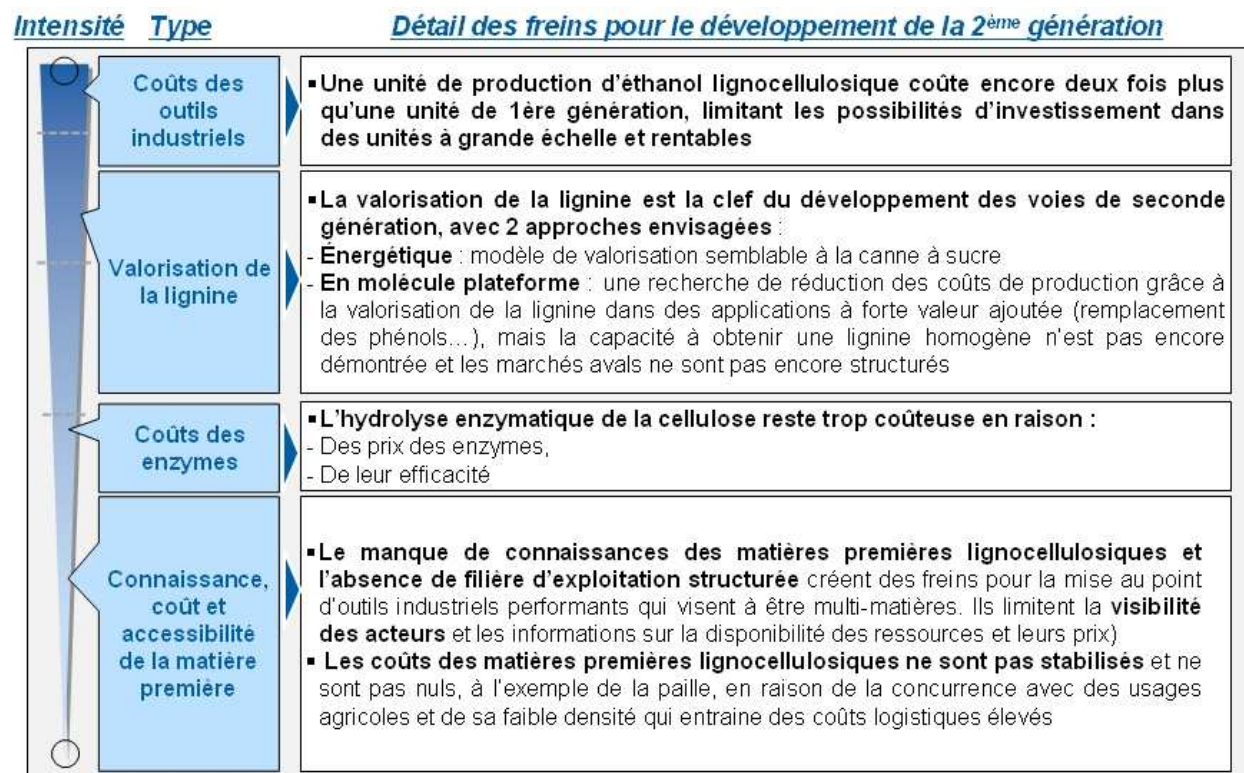 Intensité Type Détail des freins pour le développement de la 2ème génération
Coûts des
outils
industriels
▪ Une unité de production d'éthanol lignocellulosique coûte encore deux fois plus
qu'une unité de 1ère génération, limitant les possibilités d'investissement dans
des unités à grande échelle et rentables
Valorisation de
la lignine
▪ La valorisation de la lignine est la clef du développement des voies de seconde
génération, avec 2 approches envisagées :
- Énergétique : modèle de valorisation semblable à la canne à sucre
- En molécule plateforme : une recherche de réduction des coûts de production grâce à
la valorisation de la lignine dans des applications à forte valeur ajoutée (remplacement
des phénols…), mais la capacité à obtenir une lignine homogène n'est pas encore
démontrée et les marchés avals ne sont pas encore structurés
Coûts des
enzymes
▪ L'hydrolyse enzymatique de la cellulose reste trop coûteuse en raison :
- Des prix des enzymes,
- De leur efficacité
Connaissance,
coût et
accessibilité
de la matière
première
▪ Le manque de connaissances des matières premières lignocellulosiques et
l'absence de filière d'exploitation structurée créent des freins pour la mise au point
d'outils industriels performants qui visent à être multi-matières. Ils limitent la visibilité
des acteurs et les informations sur la disponibilité des ressources et leurs prix)
▪ Les coûts des matières premières lignocellulosiques ne sont pas stabilisés et ne
sont pas nuls, à l'exemple de la paille, en raison de la concurrence avec des usages
agricoles et de sa faible densité qui entraine des coûts logistiques élevés